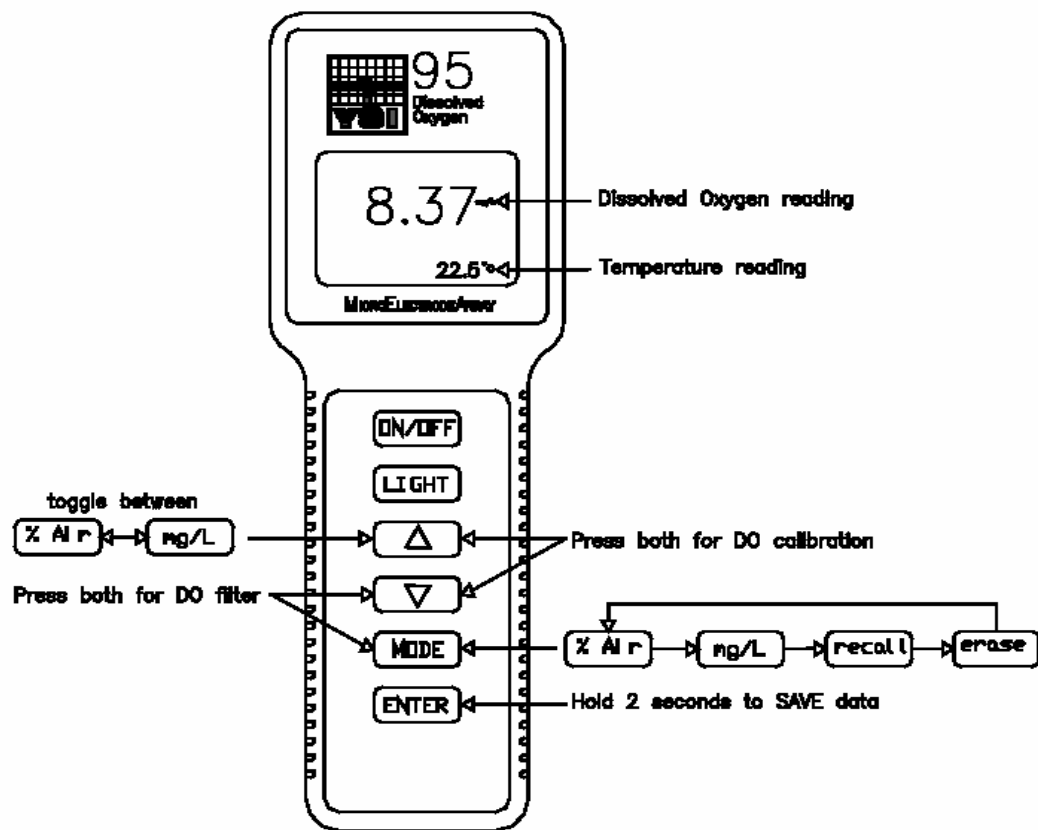 95
Dissolved
Oxygen
YSI
8.37
Dissolved Oxygen reading
22.5°
Temperature reading
MicroElectrodeArray
ON/OFF
LIGHT
toggle between
% Air
mg/L
Press both for DO calibration
Press both for DO filter
MODE
% Air
mg/L
recall
erase
ENTER
Hold 2 seconds to SAVE data